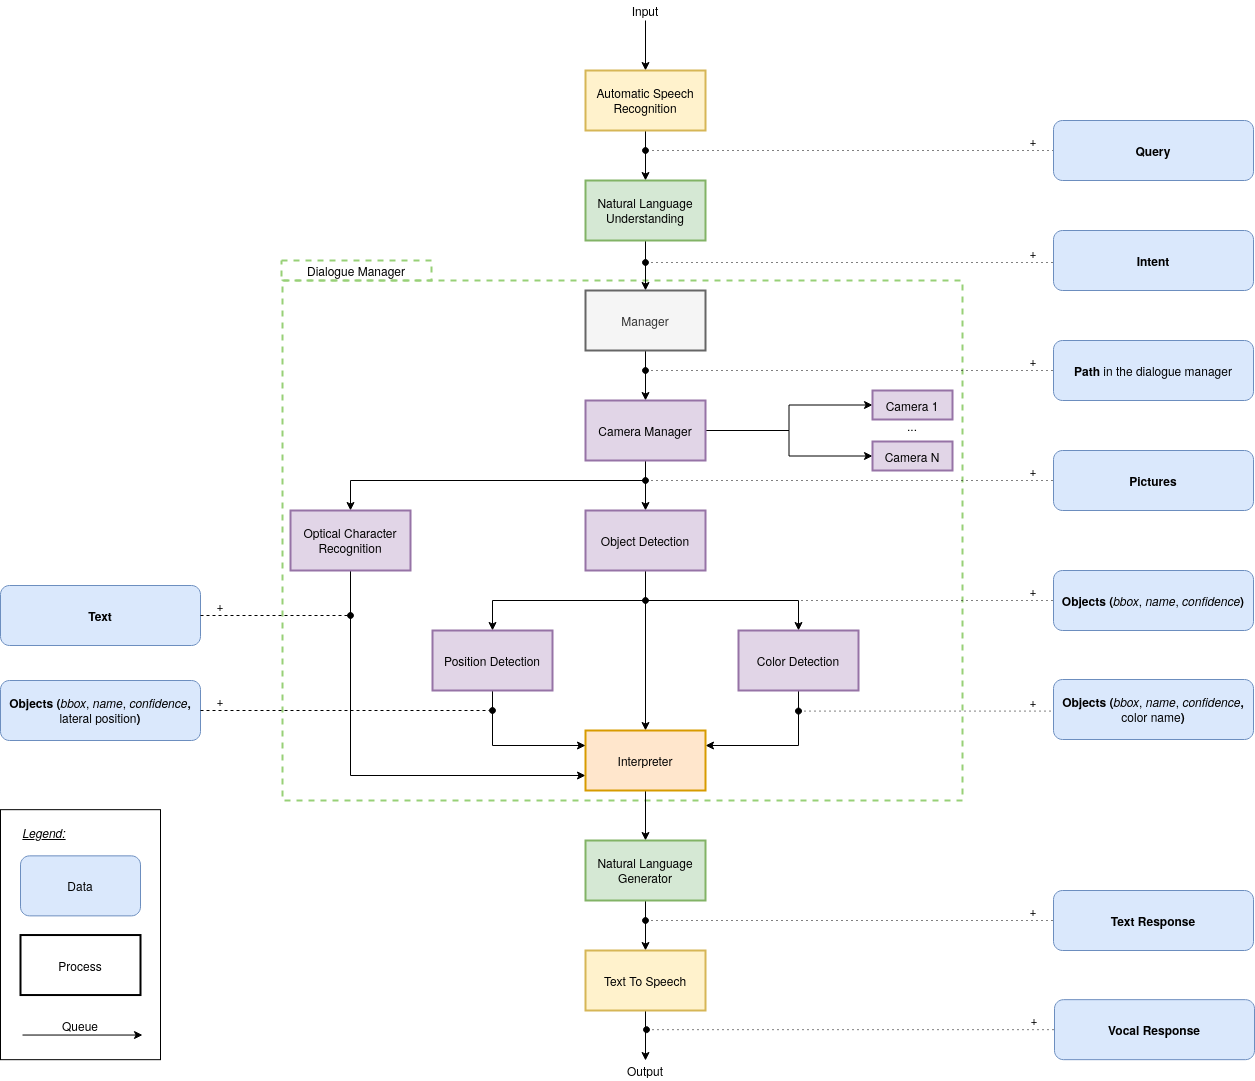 Input
Automatic Speech
Recognition
+
Query
Natural Language
Understanding
+
Intent
Dialogue Manager
Manager
+
Path in the dialogue manager
Camera Manager
Camera 1
...
Camera N
+
Pictures
Optical Character
Recognition
Object Detection
+
Objects (bbox, name, confidence)
+
Text
Position Detection
Color Detection
+
Objects (bbox, name, confidence,
lateral position)
+
Objects (bbox, name, confidence,
color name)
Interpreter
Legend:
Data
Process
Queue
Natural Language
Generator
+
Text Response
Text To Speech
+
Vocal Response
Output